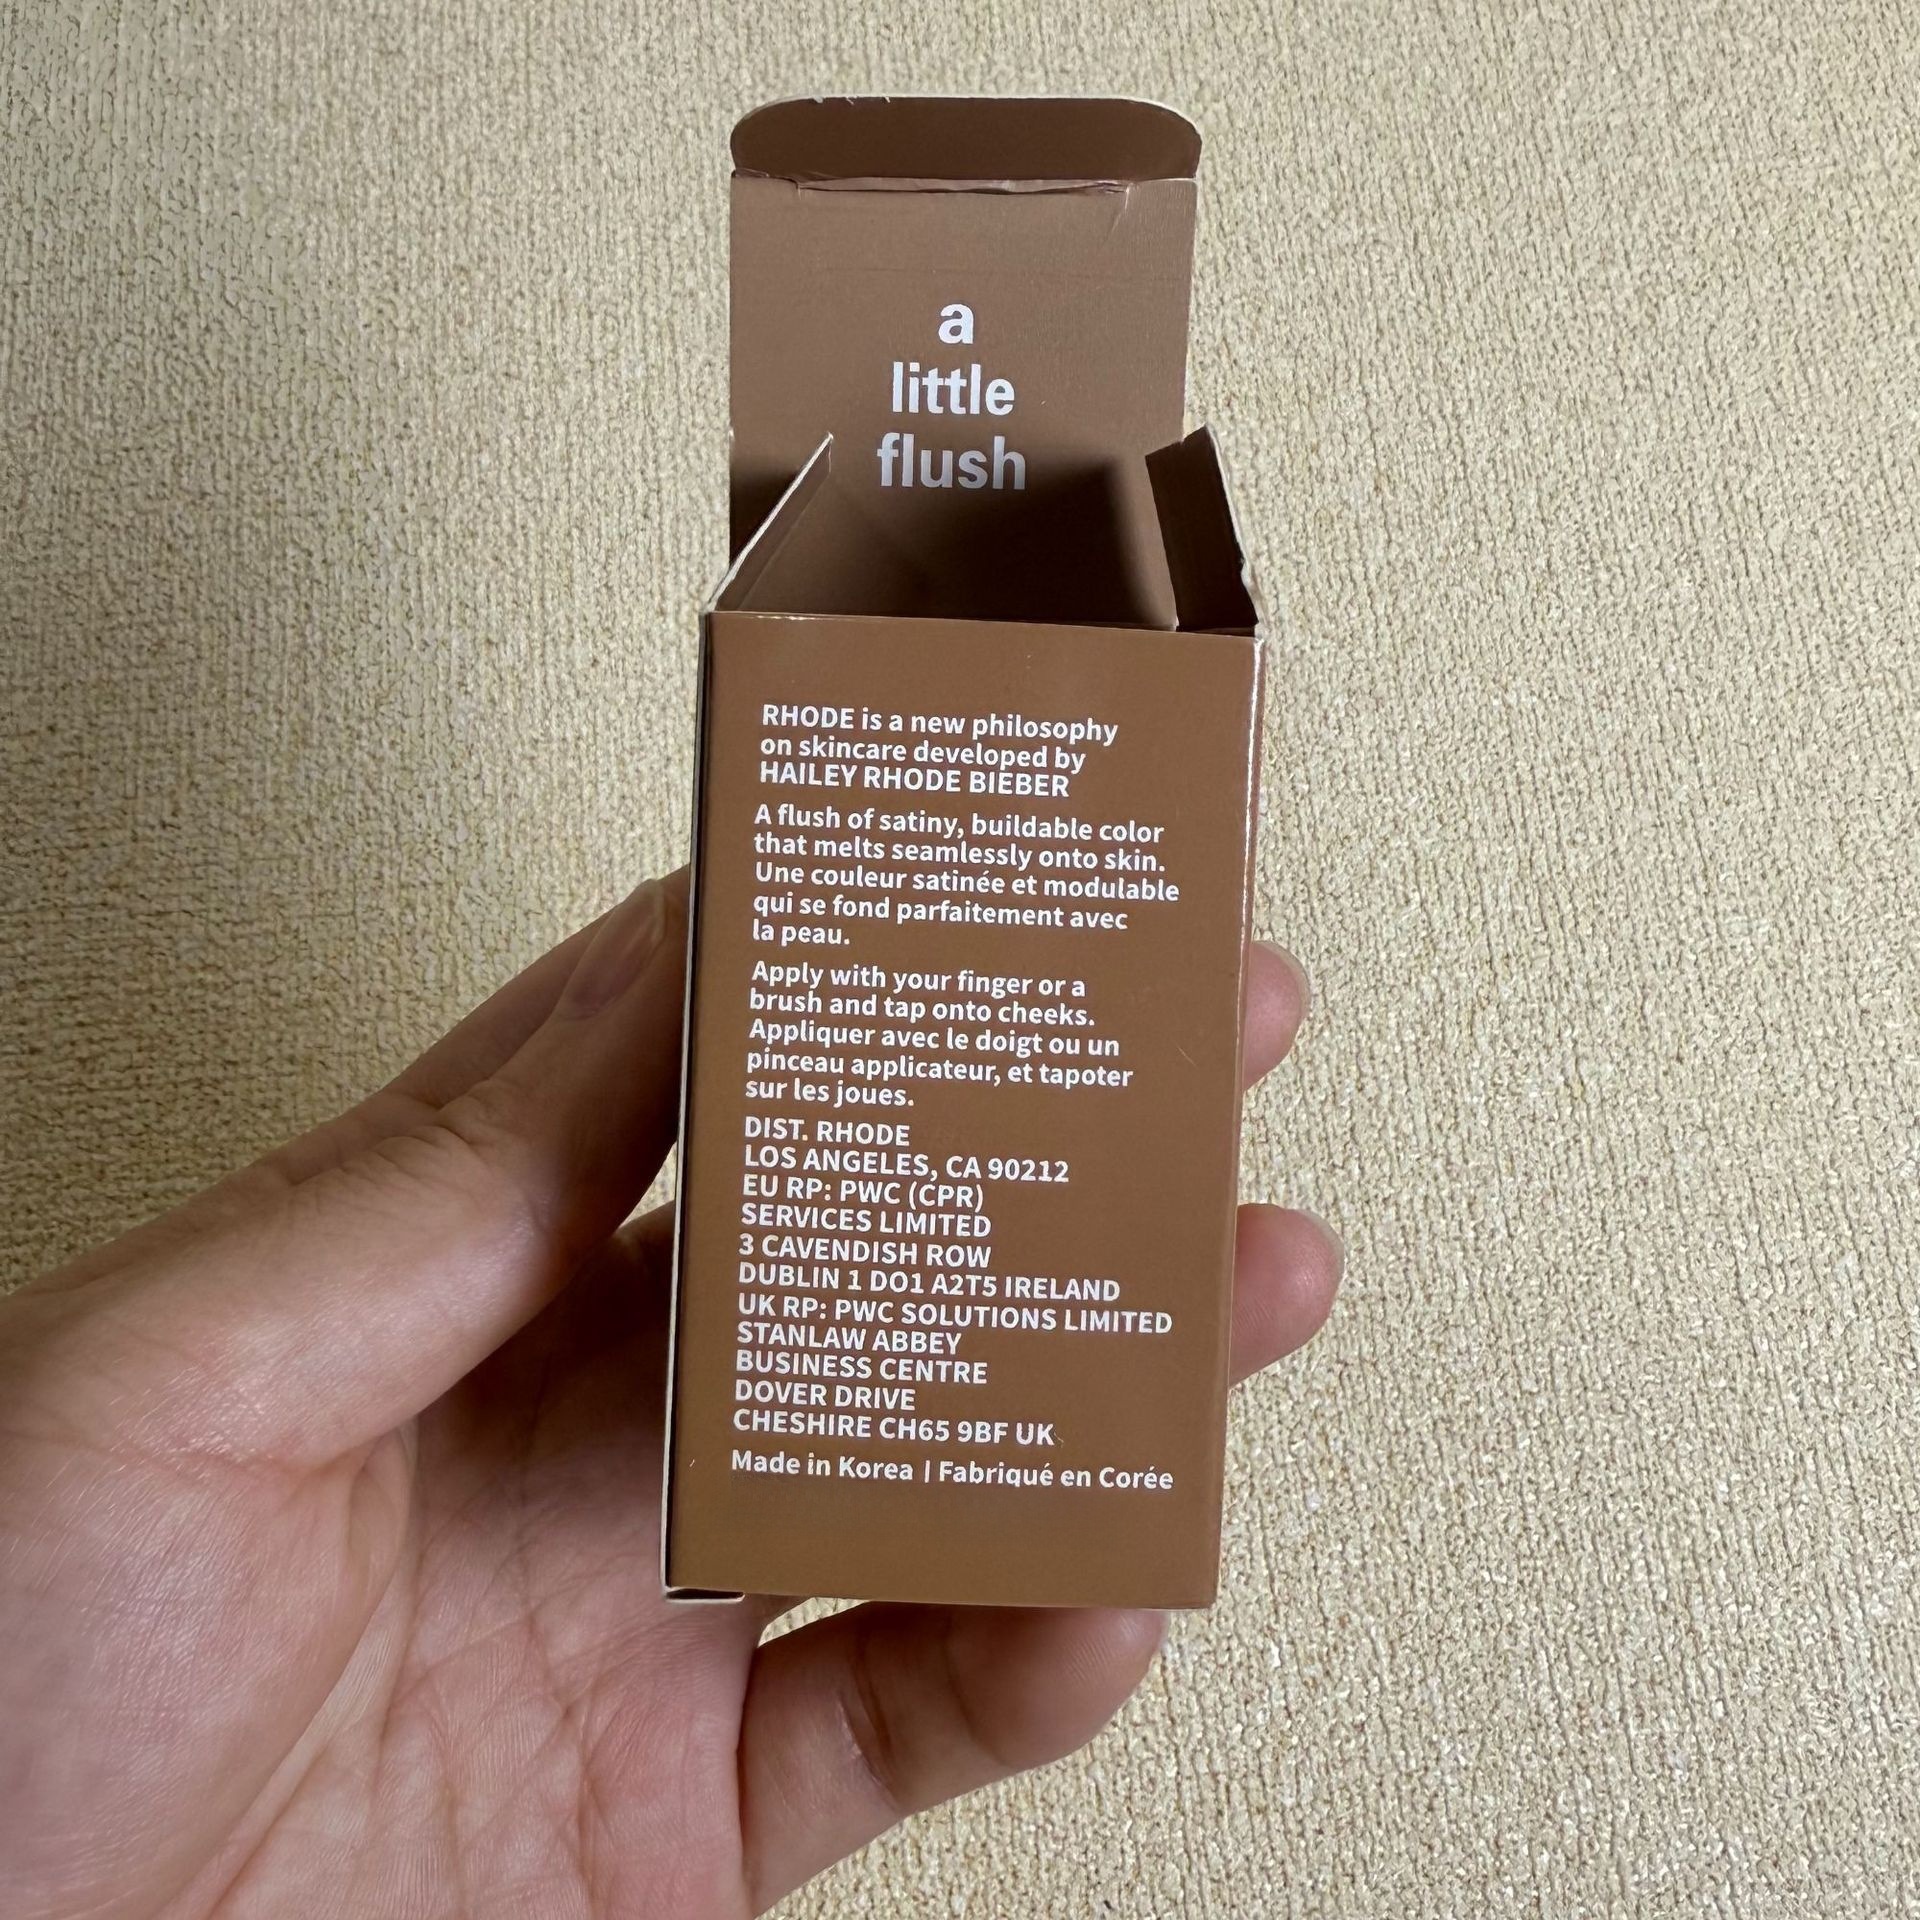 a
little
flush
RHODE is a new philosophy
on skincare developed by
HAILEY RHODE BIEBER
A flush of satiny, buildable color
that melts seamlessly onto skin.
Une couleur satinée et modulable
qui se fond parfaitement avec
la peau.
Apply with your finger or a
brush and tap onto cheeks.
Appliquer avec le doigt ou un
pinceau applicateur, et tapoter
sur les joues.
DIST. RHODE
LOS ANGELES, CA 90212
EU RP: PWC (CPR)
SERVICES LIMITED
3 CAVENDISH ROW
DUBLIN 1 DO1 A2T5 IRELAND
UK RP: PWC SOLUTIONS LIMITED
STANLAW ABBEY
BUSINESS CENTRE
DOVER DRIVE
CHESHIRE CH65 9BF UK
Made in Korea | Fabriqué en Corée